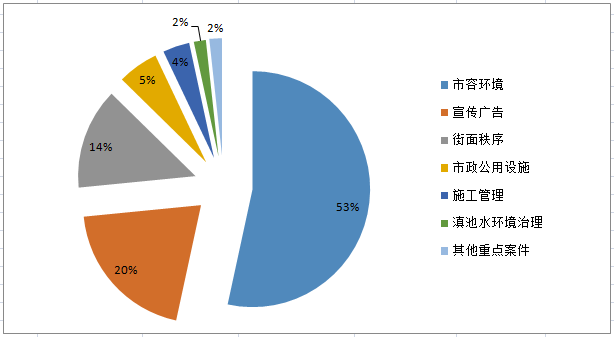 2%
2%
4%
5%
14%
53%
20%
市容环境
宣传广告
街面秩序
市政公用设施
施工管理
滇池水环境治理
其他重点案件